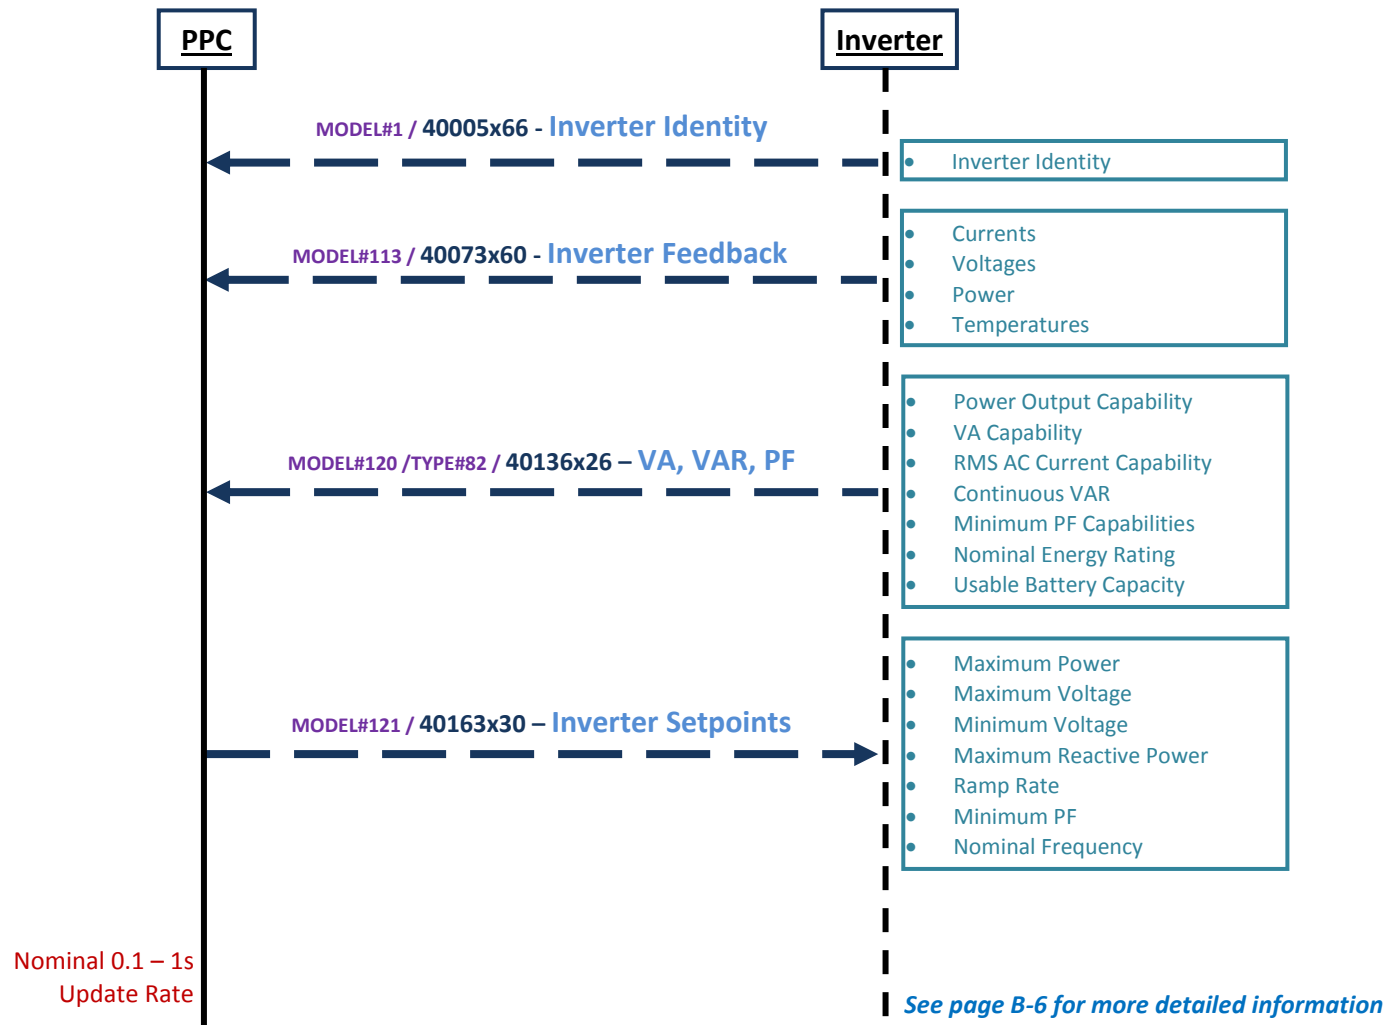 PPC
Inverter
MODEL#1 / 40005x66 - Inverter Identity
• Inverter Identity
MODEL#113 / 40073x60 - Inverter Feedback
• Currents
• Voltages
• Power
• Temperatures
MODEL#120 /TYPE#82 / 40136x26 – VA, VAR, PF
• Power Output Capability
• VA Capability
• RMS AC Current Capability
• Continuous VAR
• Minimum PF Capabilities
• Nominal Energy Rating
• Usable Battery Capacity
MODEL#121 / 40163x30 – Inverter Setpoints
• Maximum Power
• Maximum Voltage
• Minimum Voltage
• Maximum Reactive Power
• Ramp Rate
• Minimum PF
• Nominal Frequency
Nominal 0.1 – 1s
Update Rate
See page B-6 for more detailed information